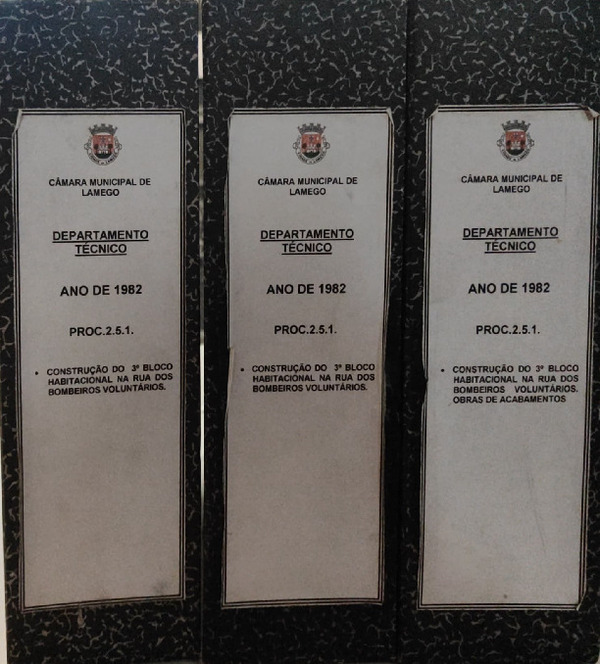 CÂMARA MUNICIPAL DE
LAMEGO
DEPARTAMENTO
TÉCNICO
ANO DE 1982
PROC.2.5.1.
• CONSTRUÇÃO DO 3º BLOCO
HABITACIONAL NA RUA DOS
BOMBEIROS VOLUNTÁRIOS.
CÂMARA MUNICIPAL DE
LAMEGO
DEPARTAMENTO
TÉCNICO
ANO DE 1982
PROC.2.5.1.
• CONSTRUÇÃO DO 3º BLOCO
HABITACIONAL NA RUA DOS
BOMBEIROS VOLUNTÁRIOS.
CÂMARA MUNICIPAL DE
LAMEGO
DEPARTAMENTO
TÉCNICO
ANO DE 1982
PROC.2.5.1.
• CONSTRUÇÃO DO 3º BLOCO
HABITACIONAL NA RUA DOS
BOMBEIROS VOLUNTÁRIOS.
OBRAS DE ACABAMENTOS